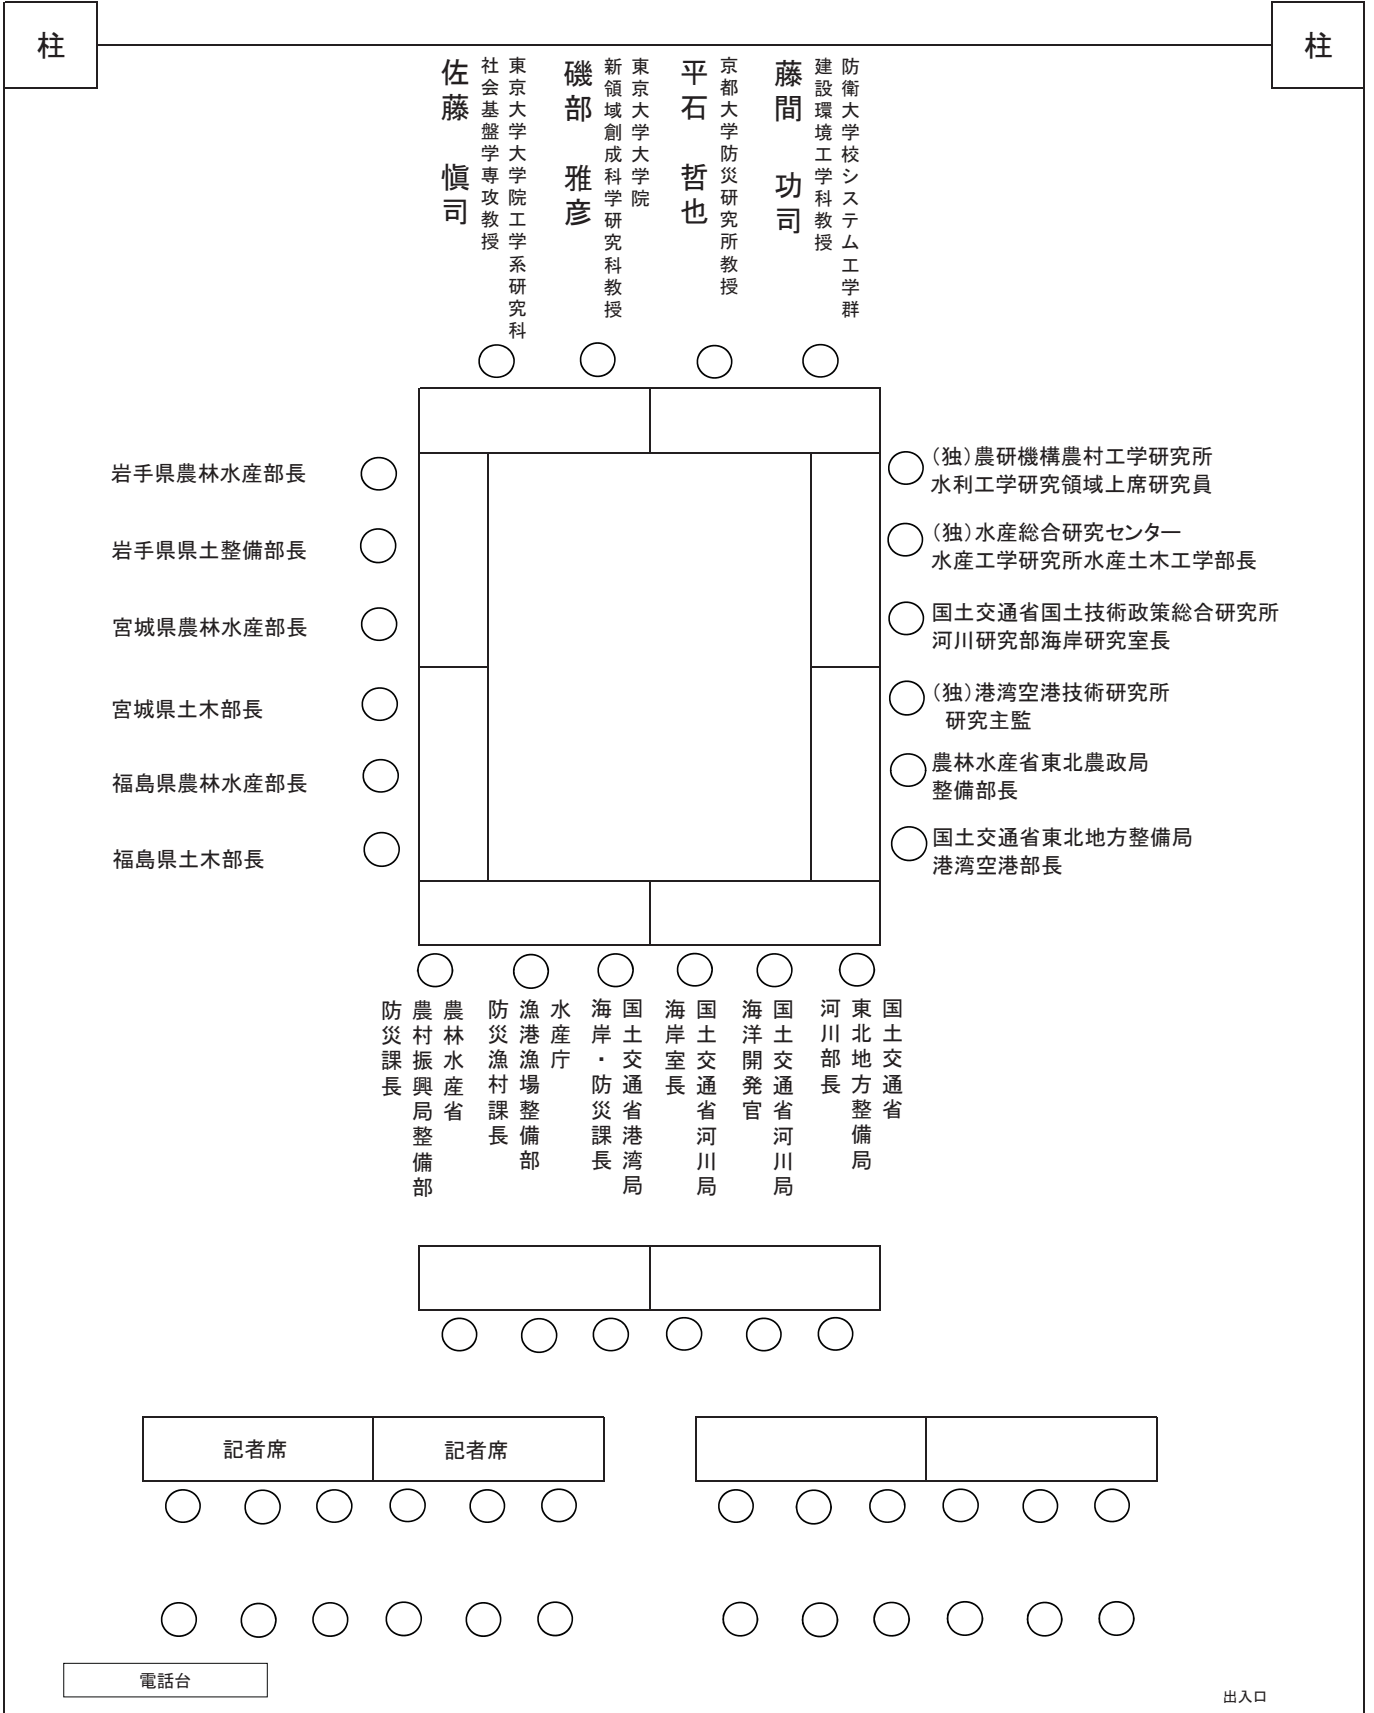 柱
柱
防衛大学校システム工学群
建設環境工学科教授
藤間 功司
京都大学防災研究所教授
平石 哲也
東京大学大学院
新領域創成科学研究科教授
磯部 雅彦
東京大学大学院工学系研究科
社会基盤学専攻教授
佐藤 愼司
岩手県農林水産部長
岩手県県土整備部長
宮城県農林水産部長
宮城県土木部長
福島県農林水産部長
福島県土木部長
（独）農研機構農村工学研究所
水利工学研究領域上席研究員
（独）水産総合研究センター
水産工学研究所水産土木工学部長
国土交通省国土技術政策総合研究所
河川研究部海岸研究室長
（独）港湾空港技術研究所
研究主監
農林水産省東北農政局
整備部長
国土交通省東北地方整備局
港湾空港部長
国土交通省
東北地方整備局
河川部長
国土交通省河川局
海洋開発官
国土交通省河川局
海岸室長
国土交通省港湾局
海岸・防災課長
水産庁
漁港漁場整備部
防災漁村課長
農林水産省
農村振興局整備部
防災課長
記者席
記者席
電話台
出入口